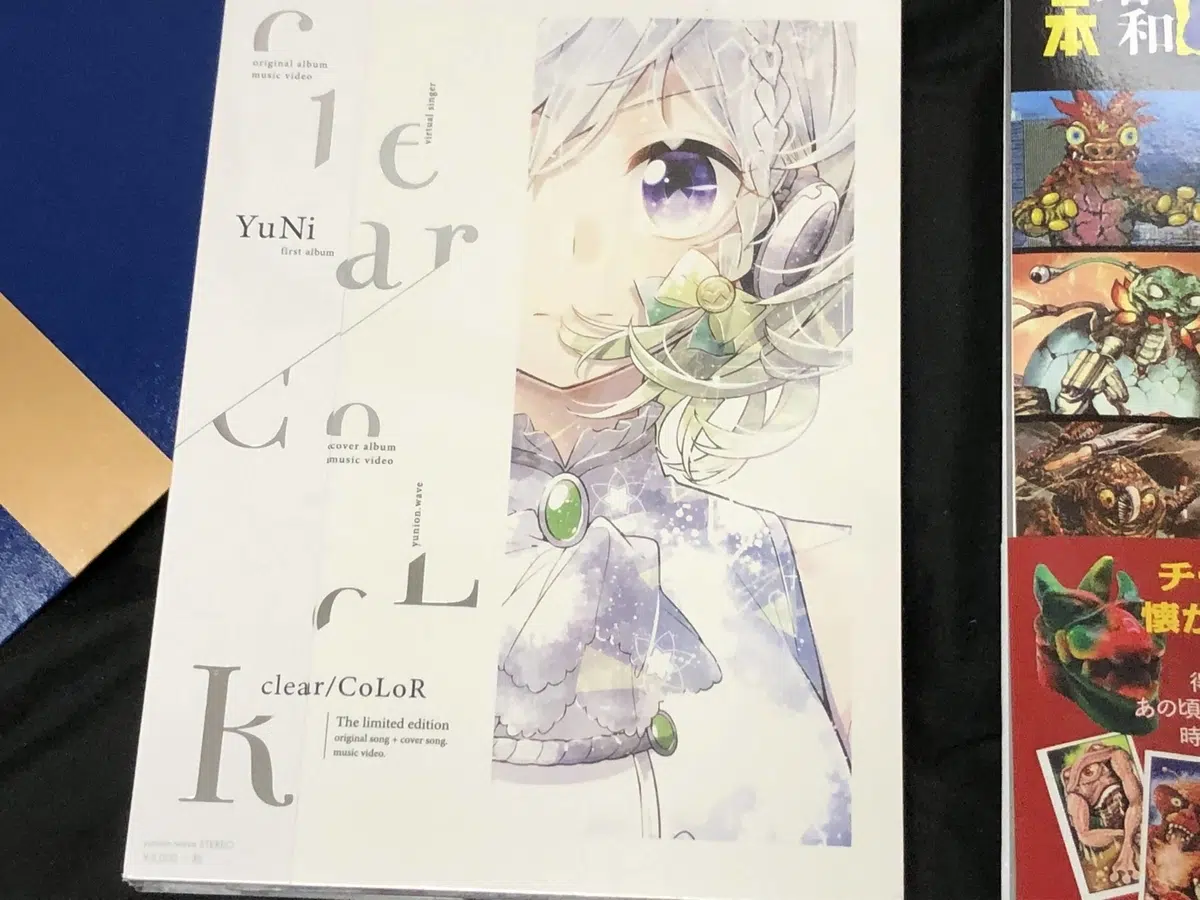 c
original album
music video
l
e
virtual singer
YuNi
first album
a r
C o
cover album
music video
yunion.wave
c L
k
clear/CoLoR
The limited edition
original song + cover song.
music video.
STEREO
本
和
チ
懐か
あの頃
時